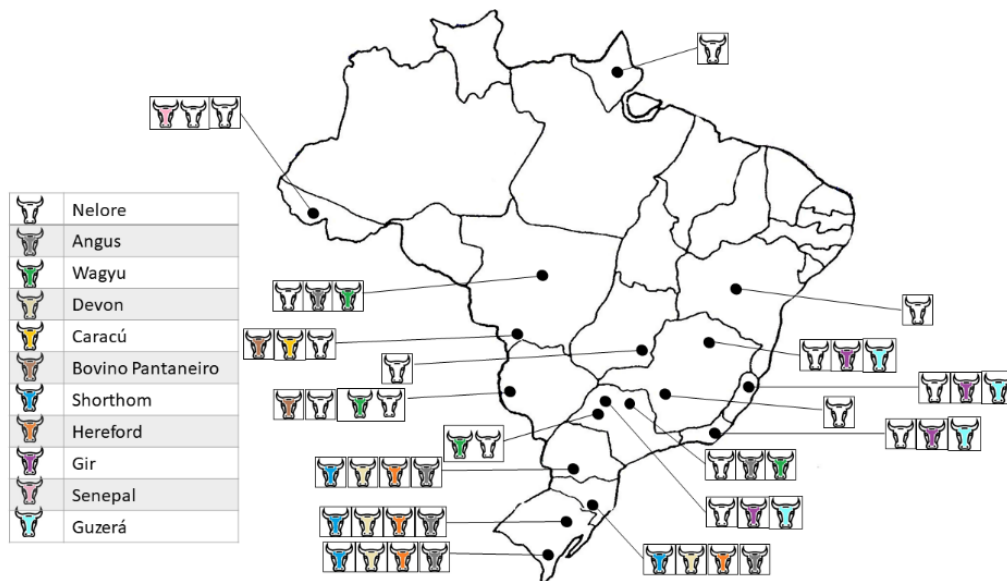 Nelore
Angus
Wagyu
Devon
Caracú
Bovino Pantaneiro
Shorthom
Hereford
Gir
Senepal
Guzerá